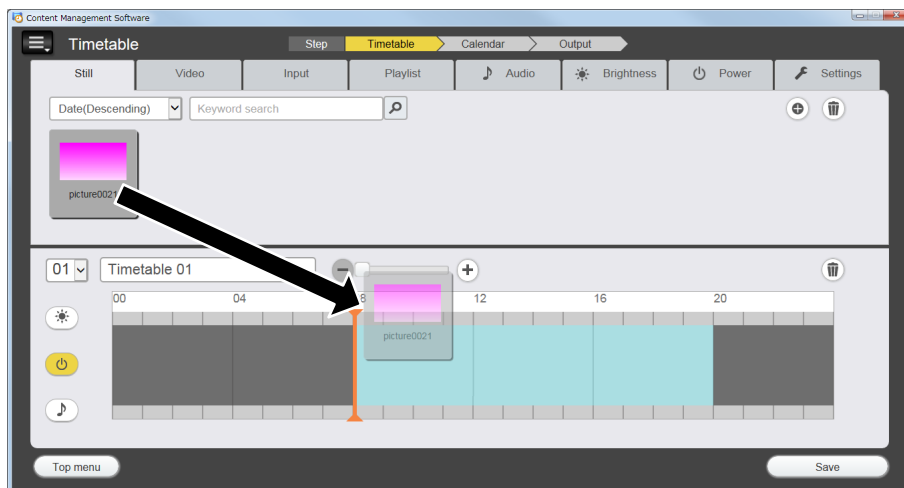 Content Management Software
Timetable
Step Timetable Calendar Output
Still Video Input Playlist Audio Brightness Power Settings
Date(Descending) Keyword search
picture0021
01 Timetable 01
00 04 8 12 16 20
picture0021
Top menu Save